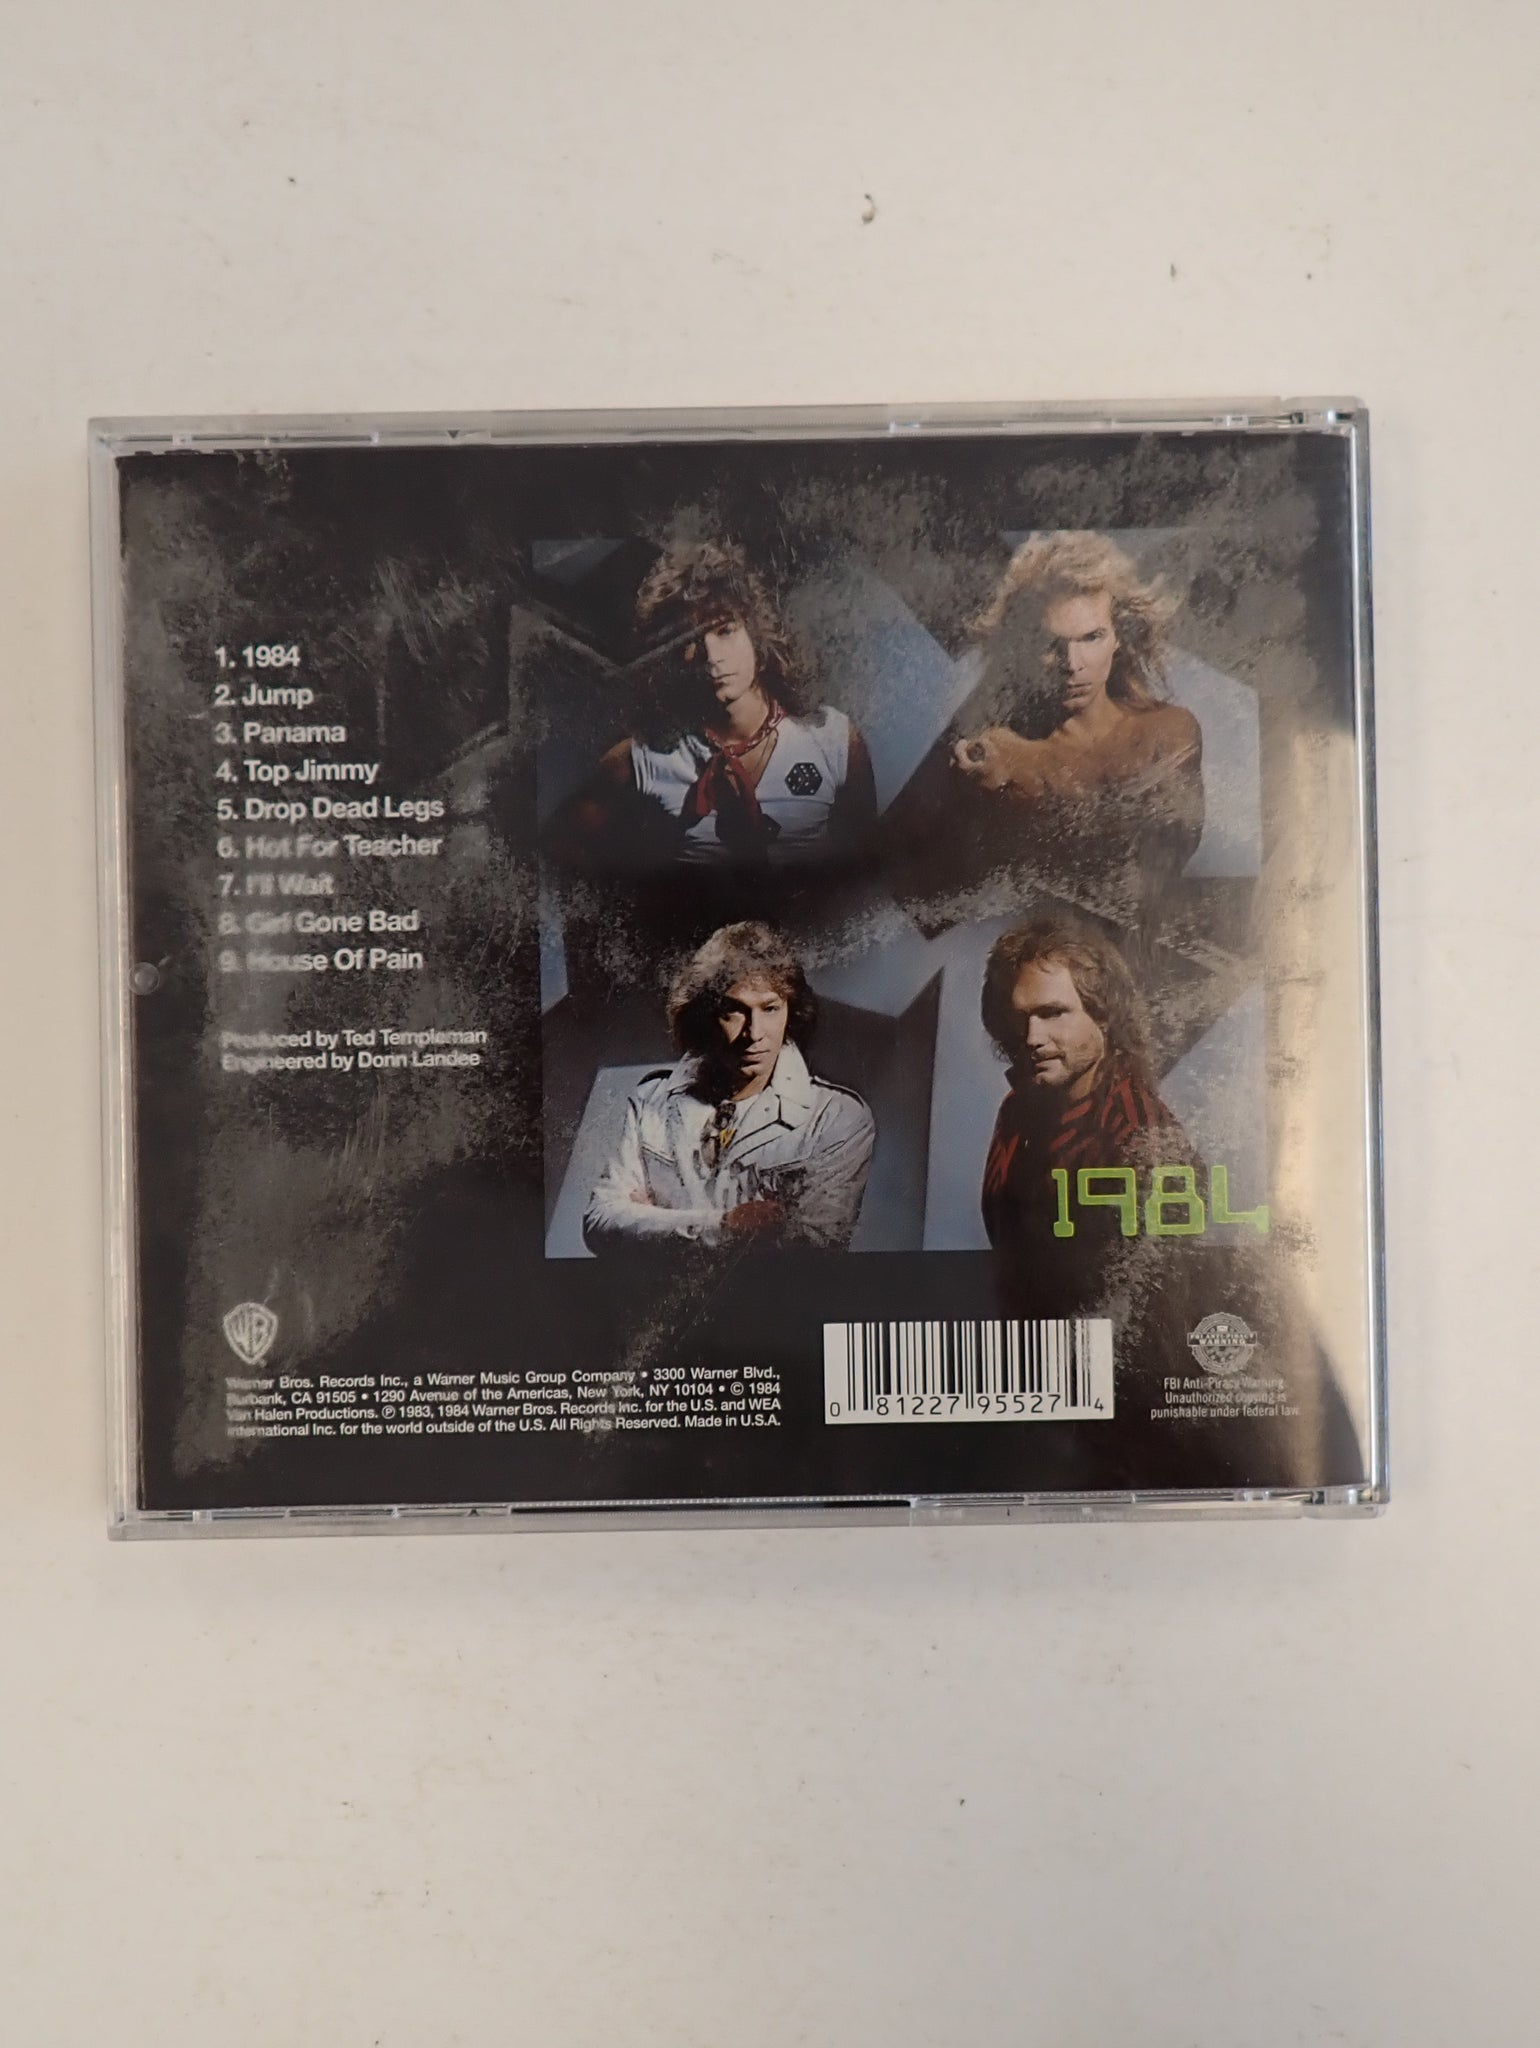 1. 1984
2. Jump
3. Panama
4. Top Jimmy
5. Drop Dead Legs
6. Hot For Teacher
7. I'll Wait
8. Girl Gone Bad
9. House Of Pain
Produced by Ted Templeman
Engineered by Donn Landee
1984
WB
Warner Bros. Records Inc., a Warner Music Group Company • 3300 Warner Blvd.,
Burbank, CA 91505 • 1290 Avenue of the Americas, New York, NY 10104 • © 1984
Van Halen Productions. ℗ 1983, 1984 Warner Bros. Records Inc. for the U.S. and WEA
International Inc. for the world outside of the U.S. All Rights Reserved. Made in U.S.A.
0 81227 95527 4
FBI ANTI-PIRACY
WARNING
FBI Anti-Piracy Warning:
Unauthorized copying is
punishable under federal law.